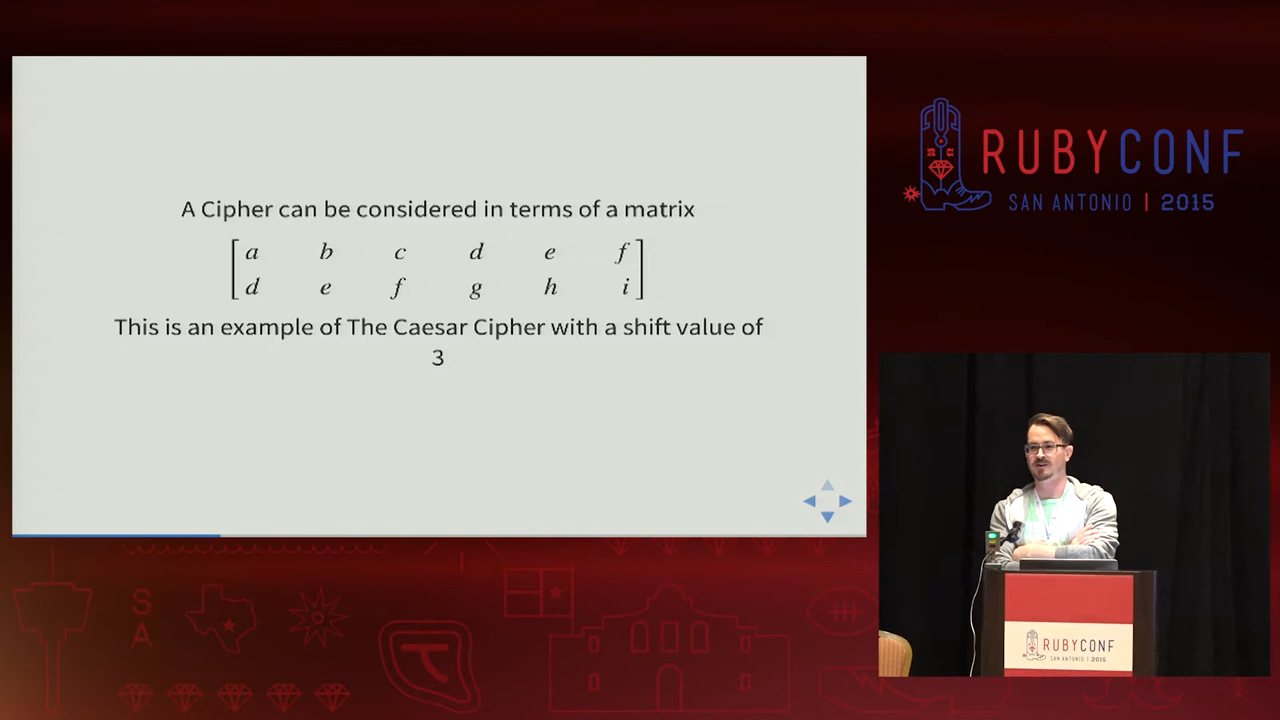 A Cipher can be considered in terms of a matrix
a b c d e f
d e f g h i
This is an example of The Caesar Cipher with a shift value of
3
RUBYCONF
SAN ANTONIO | 2015
S
A
RUBYCONF
SAN ANTONIO | 2015